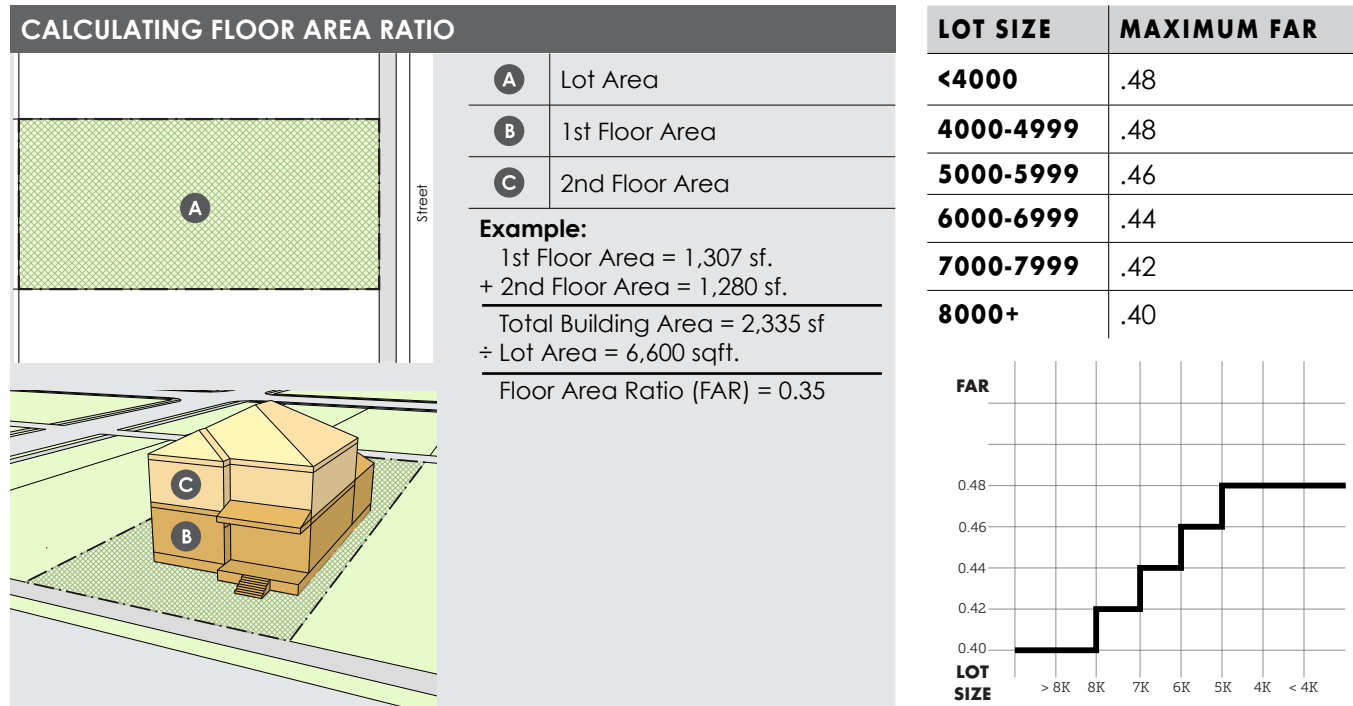 CALCULATING FLOOR AREA RATIO
A
Street
A Lot Area
B 1st Floor Area
C 2nd Floor Area
Example:
1st Floor Area = 1,307 sf.
+ 2nd Floor Area = 1,280 sf.
Total Building Area = 2,335 sf
÷ Lot Area = 6,600 sqft.
Floor Area Ratio (FAR) = 0.35
C
B
LOT SIZE MAXIMUM FAR
<4000 .48
4000-4999 .48
5000-5999 .46
6000-6999 .44
7000-7999 .42
8000+ .40
FAR
0.48
0.46
0.44
0.42
0.40
LOT
SIZE
> 8K 8K 7K 6K 5K 4K < 4K